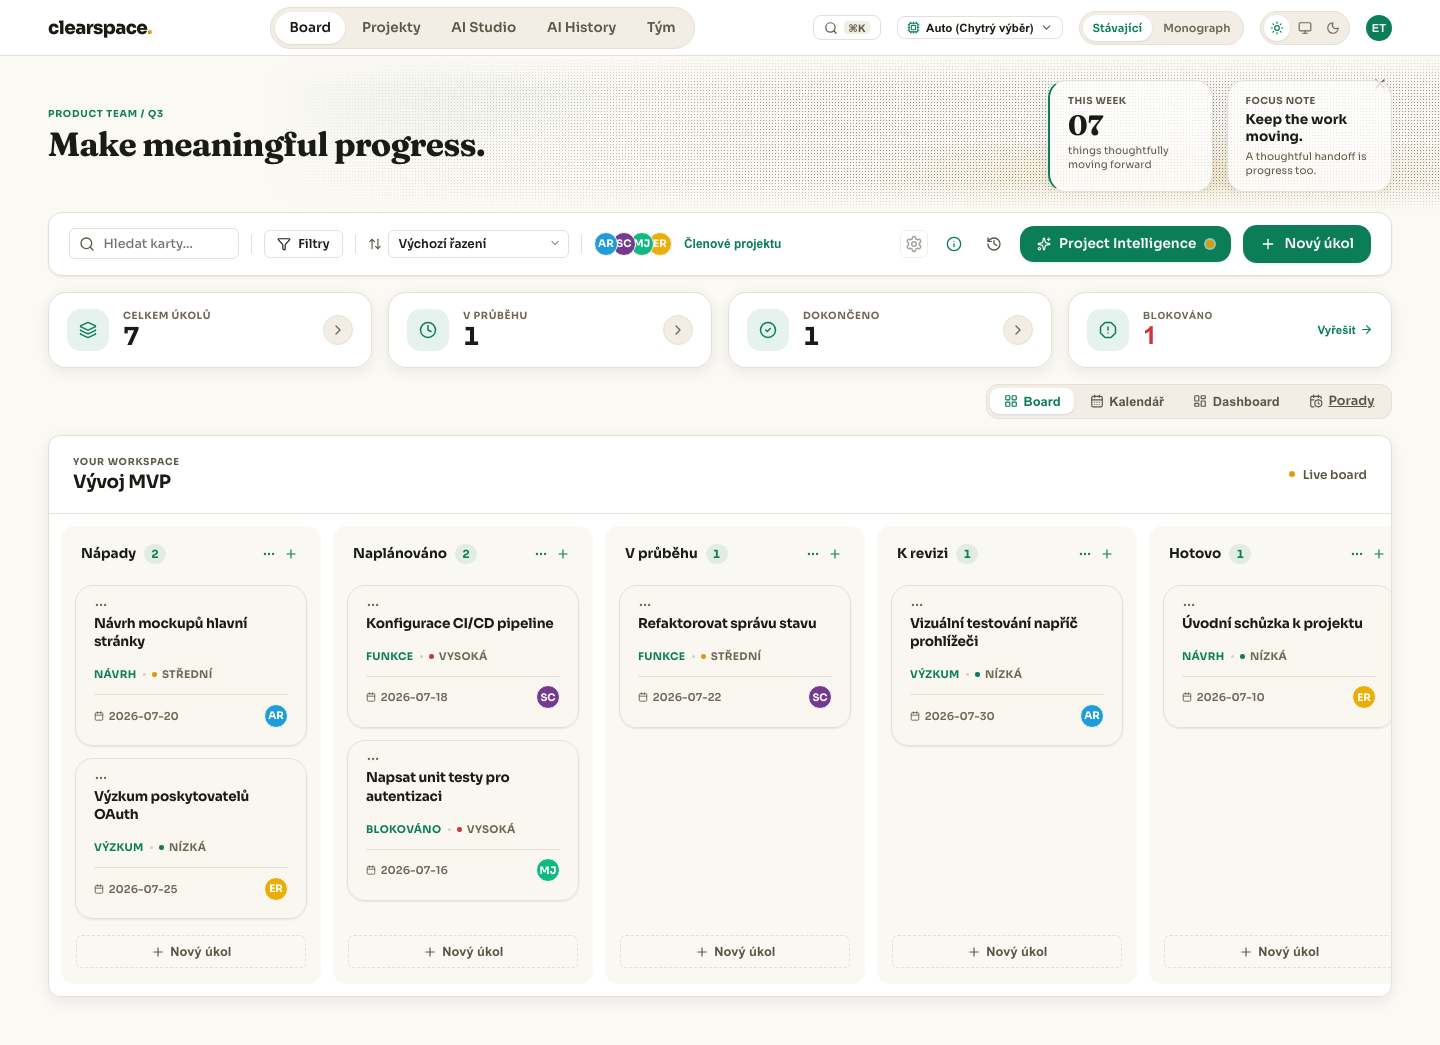 clearspace.
Board
Projekty
AI Studio
AI History
Tým
⌘K
Auto (Chytrý výběr)
Stávající
Monograph
ET
PRODUCT TEAM / Q3
Make meaningful progress.
THIS WEEK
07
things thoughtfully
moving forward
FOCUS NOTE
Keep the work
moving.
A thoughtful handoff is
progress too.
Hledat karty...
Filtry
Výchozí řazení
AR
SC
MJ
ER
Členové projektu
Project Intelligence
Nový úkol
CELKEM ÚKOLŮ
7
V PRŮBĚHU
1
DOKONČENO
1
BLOKOVÁNO
1
Vyřešit
Board
Kalendář
Dashboard
Porady
YOUR WORKSPACE
Vývoj MVP
Live board
Nápady 2
Návrh mockupů hlavní
stránky
NÁVRH • STŘEDNÍ
2026-07-20
AR
Výzkum poskytovatelů
OAuth
VÝZKUM • NÍZKÁ
2026-07-25
ER
Nový úkol
Naplánováno 2
Konfigurace CI/CD pipeline
FUNKCE • VYSOKÁ
2026-07-18
SC
Napsat unit testy pro
autentizaci
BLOKOVÁNO • VYSOKÁ
2026-07-16
MJ
Nový úkol
V průběhu 1
Refaktorovat správu stavu
FUNKCE • STŘEDNÍ
2026-07-22
SC
Nový úkol
K revizi 1
Vizuální testování napříč
prohlížeči
VÝZKUM • NÍZKÁ
2026-07-30
AR
Nový úkol
Hotovo 1
Úvodní schůzka k projektu
NÁVRH • NÍZKÁ
2026-07-10
ER
Nový úkol